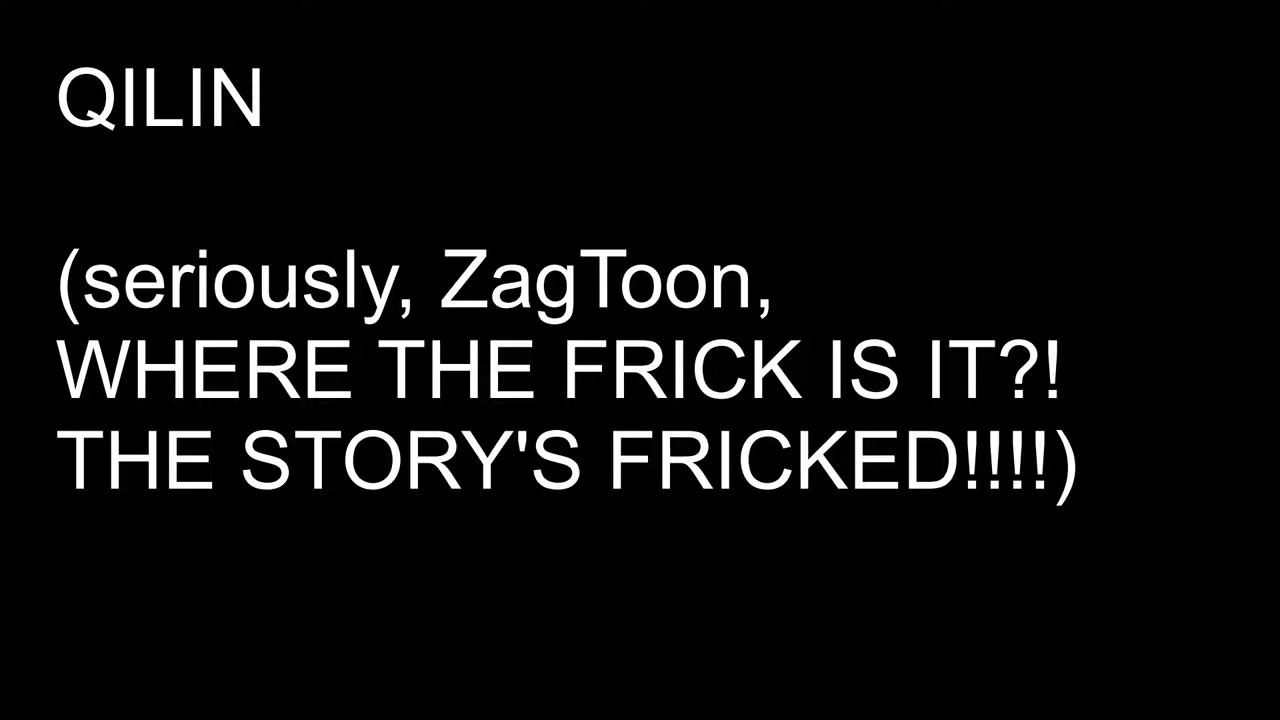 QILIN
(seriously, ZagToon,
WHERE THE FRICK IS IT?!
THE STORY'S FRICKED!!!!)